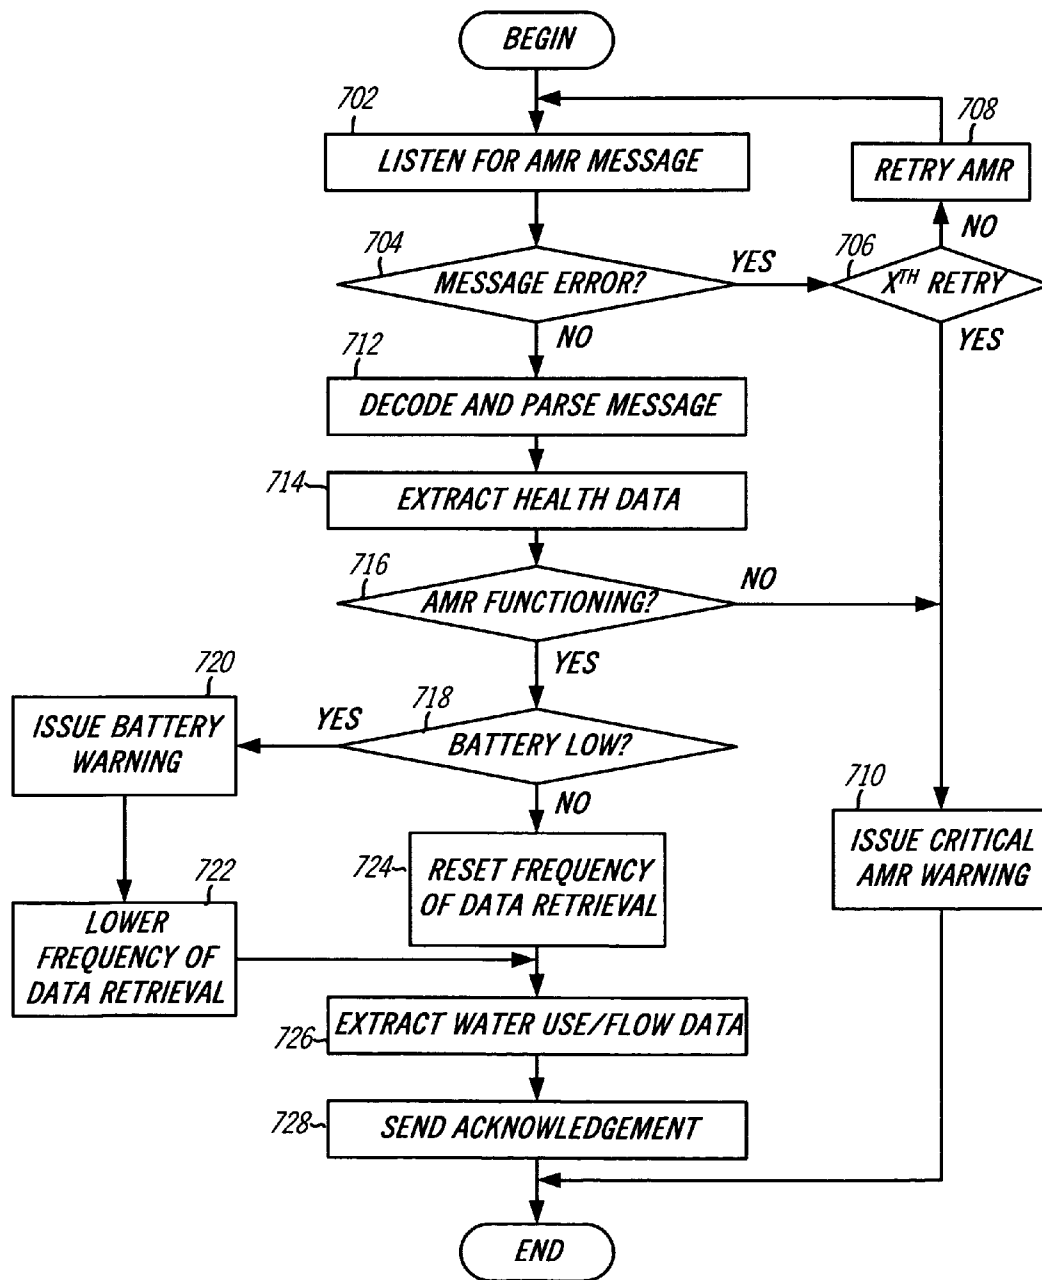 BEGIN
702
LISTEN FOR AMR MESSAGE
708
RETRY AMR
NO
704
MESSAGE ERROR?
YES
706
XTH RETRY
YES
NO
712
DECODE AND PARSE MESSAGE
714
EXTRACT HEALTH DATA
716
AMR FUNCTIONING?
NO
YES
720
ISSUE BATTERY
WARNING
YES
718
BATTERY LOW?
NO
710
ISSUE CRITICAL
AMR WARNING
724
RESET FREQUENCY
OF DATA RETRIEVAL
722
LOWER
FREQUENCY OF
DATA RETRIEVAL
EXTRACT WATER USE/FLOW DATA
726
SEND ACKNOWLEDGEMENT
728
END